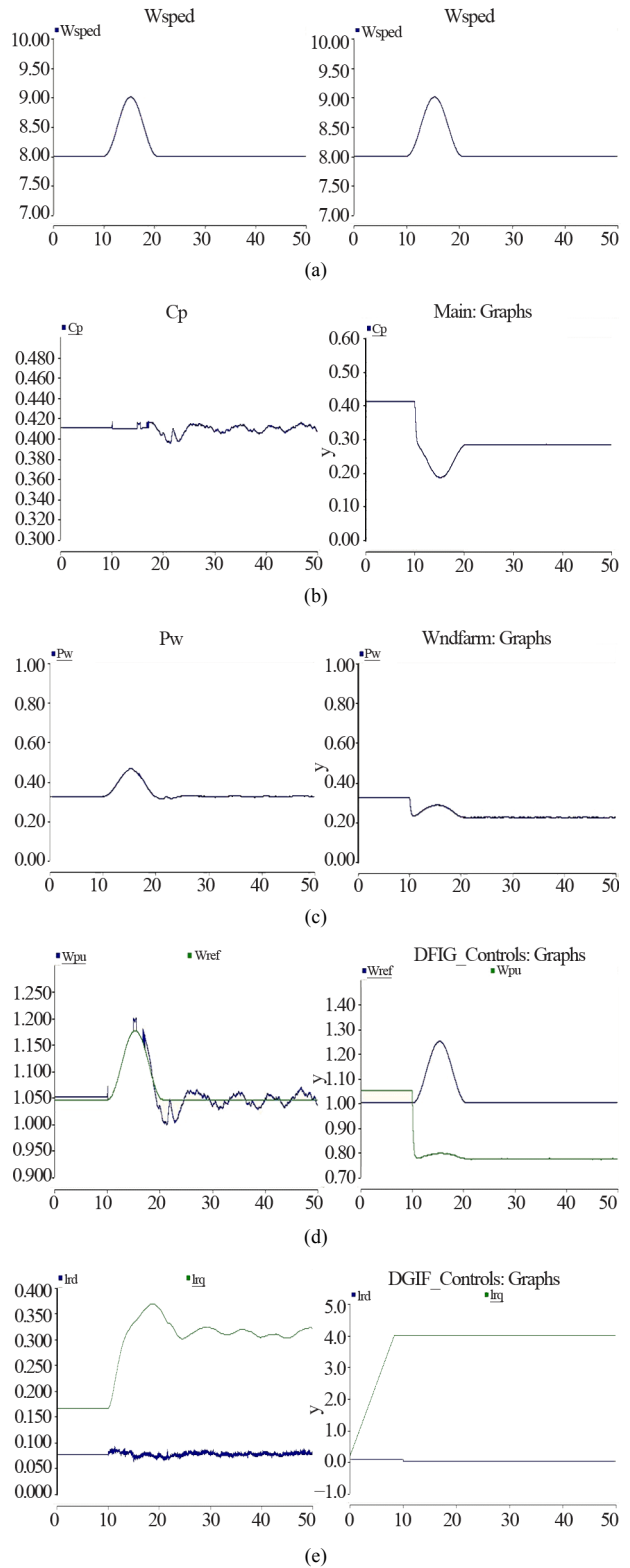 Wsped
Wsped
10.00
9.50
9.00
8.50
8.00
7.50
7.00
0 10 20 30 40 50
Wsped
Wsped
10.00
9.50
9.00
8.50
8.00
7.50
7.00
0 10 20 30 40 50
(a)
Cp
Cp
0.480
0.460
0.440
0.420
0.400
0.380
0.360
0.340
0.320
0.300
0 10 20 30 40 50
Main: Graphs
Cp
0.60
0.50
0.40
0.30
0.20
0.10
0.00
y
0 10 20 30 40 50
(b)
Pw
Pw
1.00
0.80
0.60
0.40
0.20
0.00
0 10 20 30 40 50
Wndfarm: Graphs
Pw
1.00
0.80
0.60
0.40
0.20
0.00
y
0 10 20 30 40 50
(c)
Wpu Wref
1.250
1.200
1.150
1.100
1.050
1.000
0.950
0.900
0 10 20 30 40 50
DFIG_Controls: Graphs
Wref Wpu
1.40
1.30
1.20
1.10
1.00
0.90
0.80
0.70
y
0 10 20 30 40 50
(d)
Ird Irq
0.400
0.350
0.300
0.250
0.200
0.150
0.100
0.050
0.000
0 10 20 30 40 50
DGIF_Controls: Graphs
Ird Irq
5.0
4.0
3.0
2.0
1.0
0.0
−1.0
y
0 10 20 30 40 50
(e)